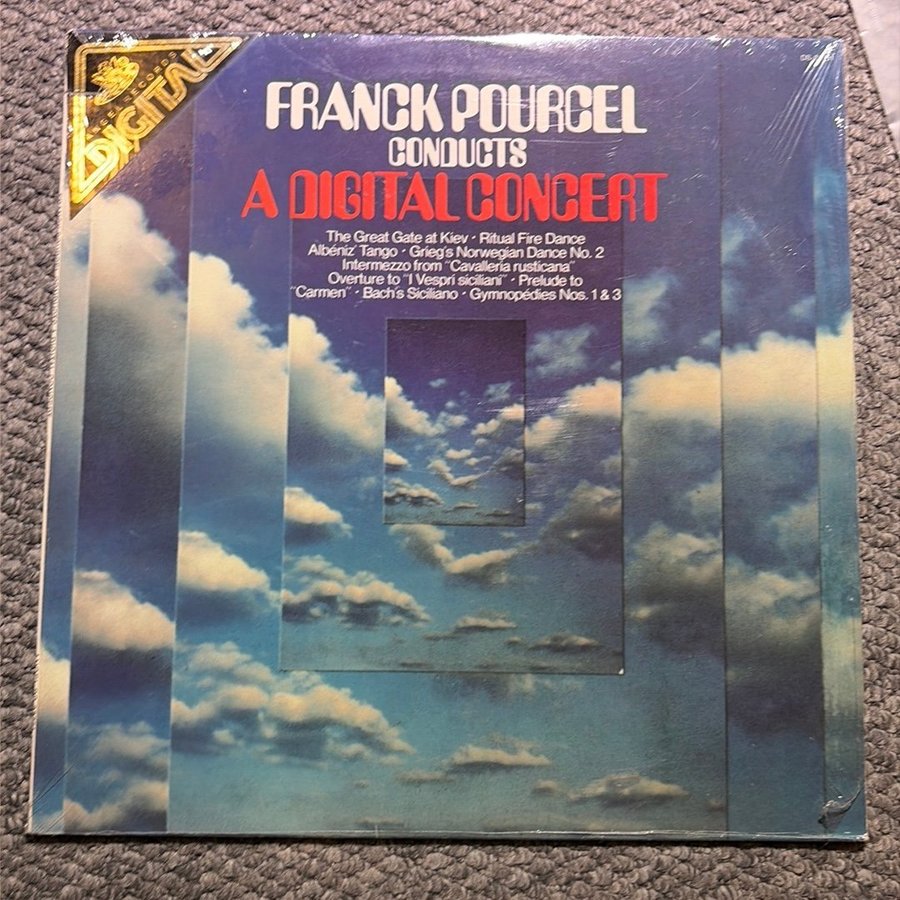 DIGITAL
FRANCK POURCEL
CONDUCTS
A DIGITAL CONCERT
The Great Gate at Kiev · Ritual Fire Dance
Albéniz' Tango · Grieg's Norwegian Dance No. 2
Intermezzo from "Cavalleria rusticana"
Overture to "I Vespri siciliani" · Prelude to
"Carmen" · Bach's Siciliano · Gymnopédies Nos. 1 & 3